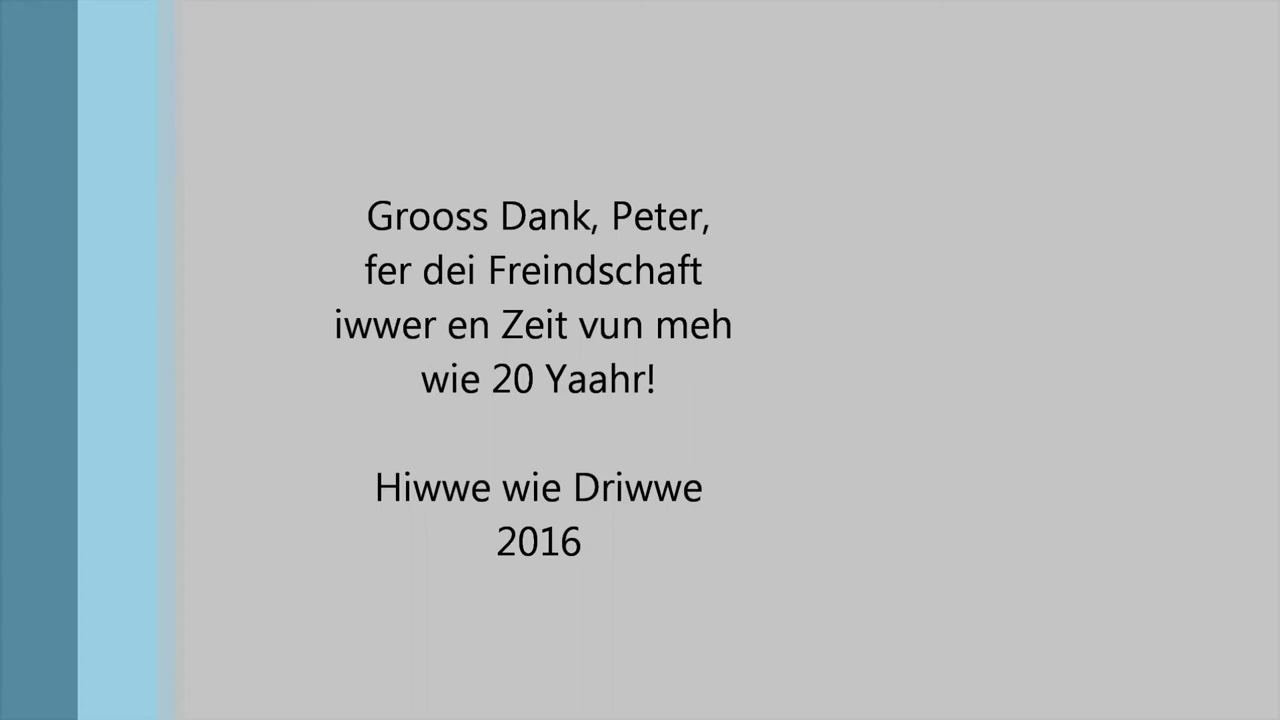 Grooss Dank, Peter,
fer dei Freindschaft
iwwer en Zeit vun meh
wie 20 Yaahr!
Hiwwe wie Driwwe
2016